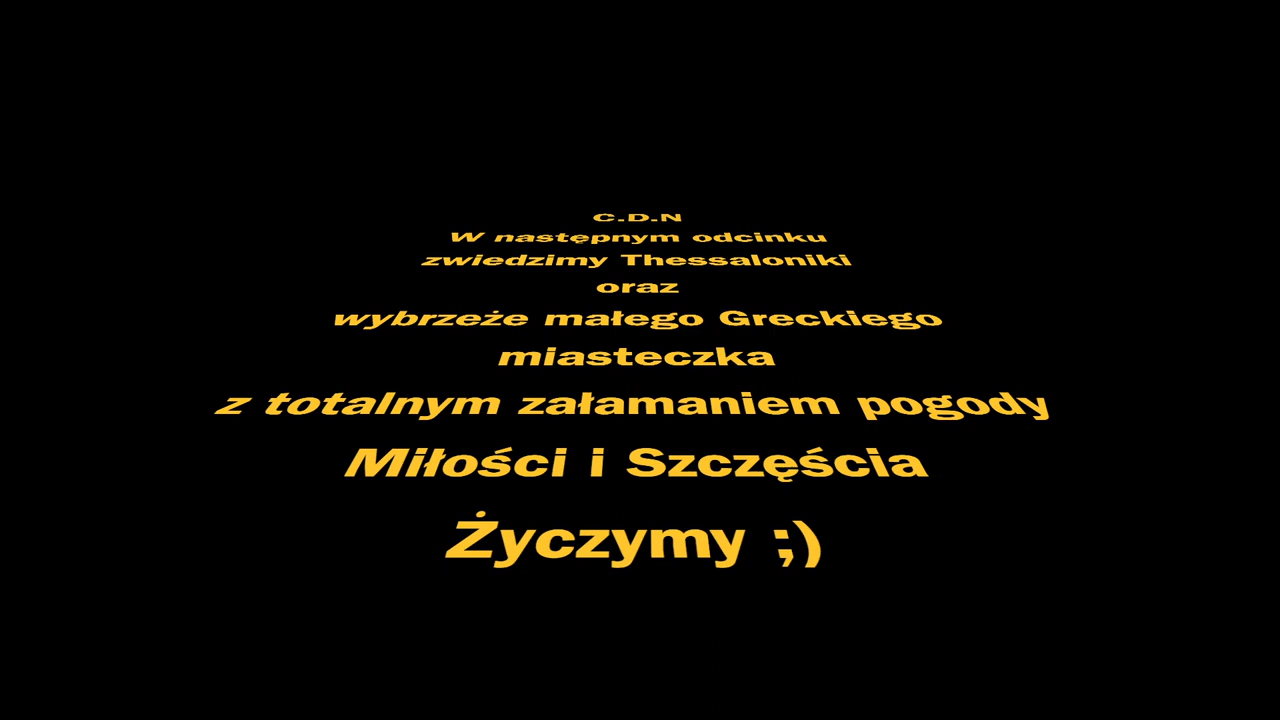 C.D.N
W następnym odcinku
zwiedzimy Thessaloniki
oraz
wybrzeże małego Greckiego
miasteczka
z totalnym załamaniem pogody
Miłości i Szczęścia
Życzymy ;)